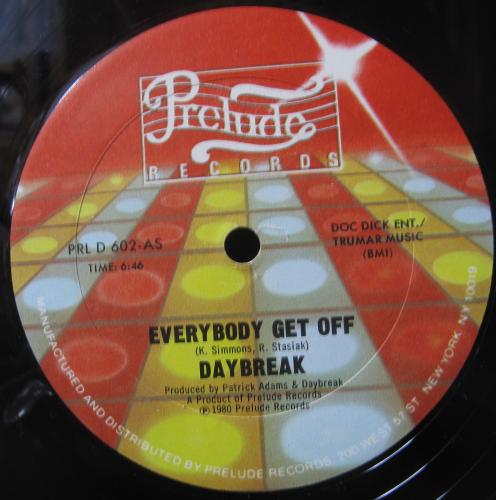 Prelude
RECORDS
PRL D 602-AS
TIME: 6:46
DOC DICK ENT./
TRUMAR MUSIC
(BMI)
EVERYBODY GET OFF
(K. Simmons, R. Stasiak)
DAYBREAK
Produced by Patrick Adams & Daybreak
A Product of Prelude Records
℗1980 Prelude Records
MANUFACTURED AND DISTRIBUTED BY PRELUDE RECORDS, 200 WEST 57 ST. NEW YORK, N.Y. 10019